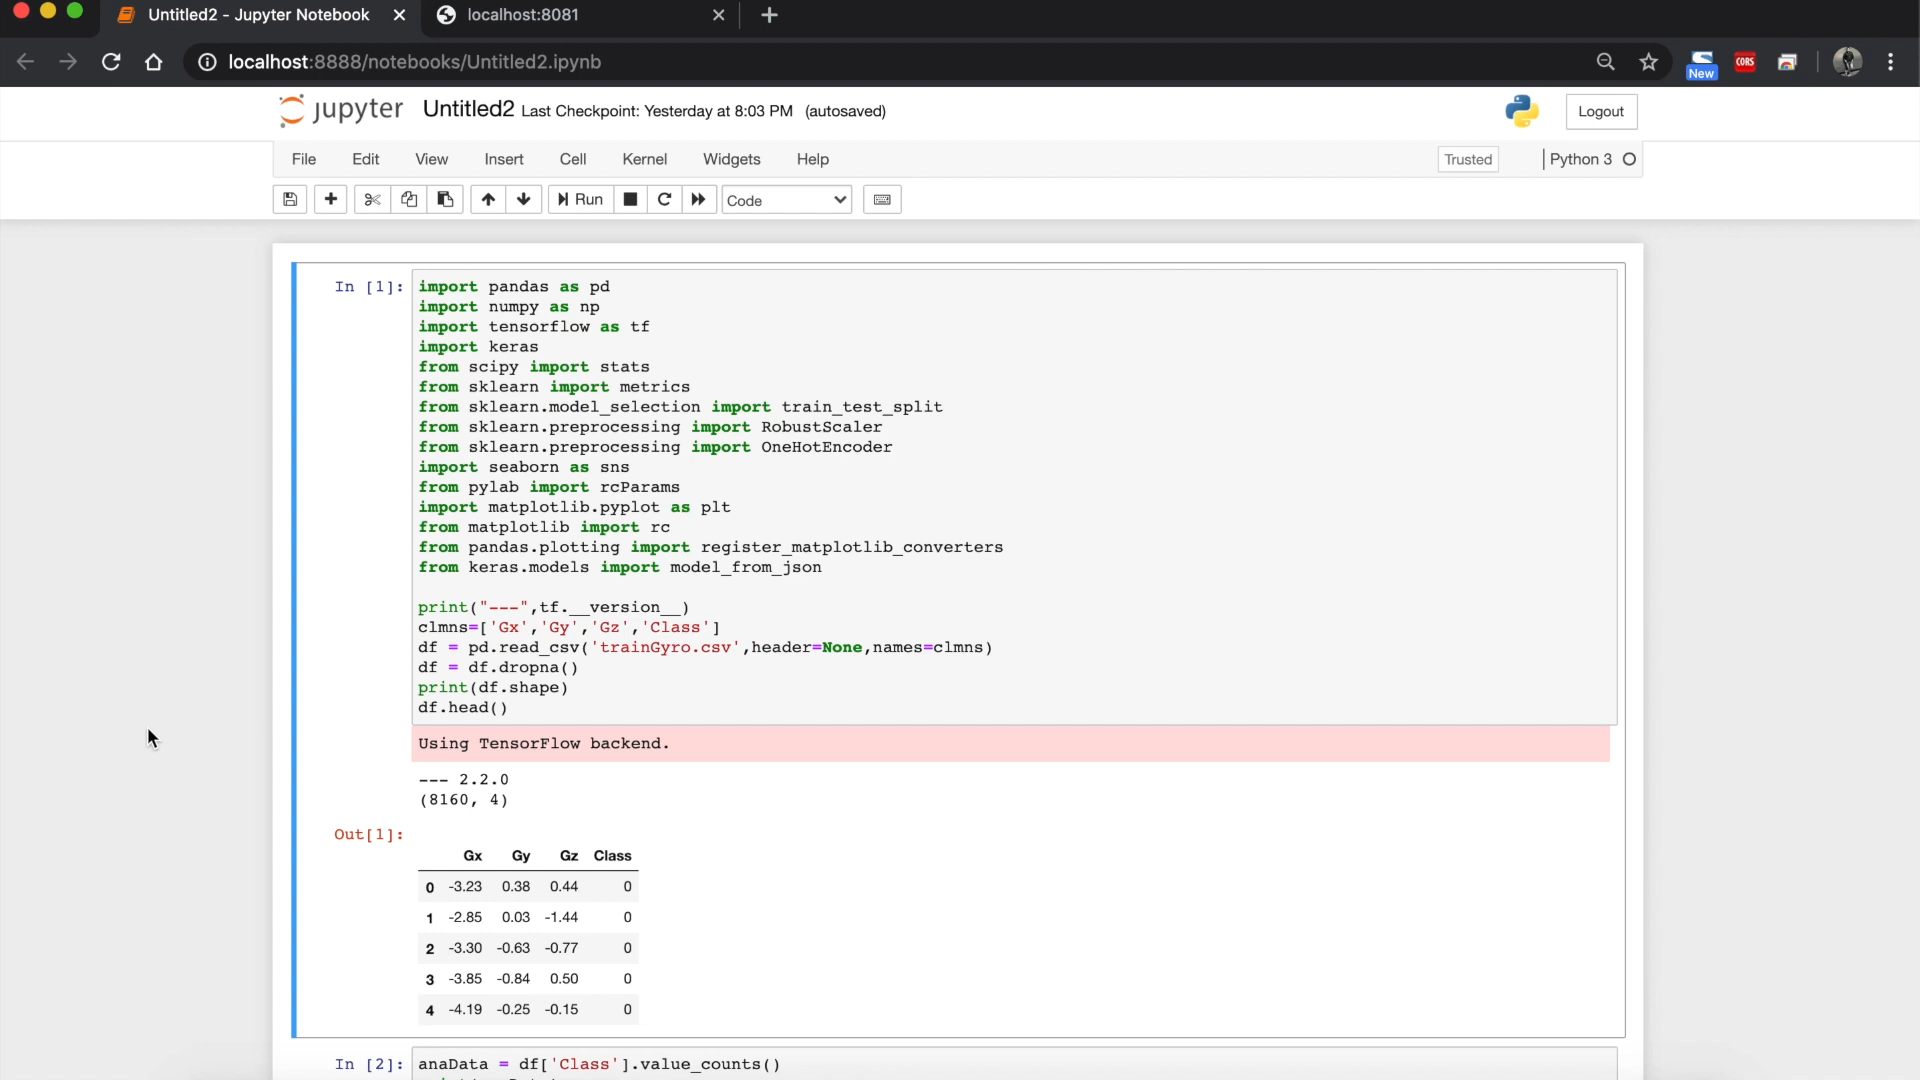 Untitled2 - Jupyter Notebook
localhost:8081
localhost:8888/notebooks/Untitled2.ipynb
New
CORS
jupyter Untitled2 Last Checkpoint: Yesterday at 8:03 PM (autosaved)
Logout
File Edit View Insert Cell Kernel Widgets Help
Trusted
Python 3
Run
Code
In [1]:
import pandas as pd
import numpy as np
import tensorflow as tf
import keras
from scipy import stats
from sklearn import metrics
from sklearn.model_selection import train_test_split
from sklearn.preprocessing import RobustScaler
from sklearn.preprocessing import OneHotEncoder
import seaborn as sns
from pylab import rcParams
import matplotlib.pyplot as plt
from matplotlib import rc
from pandas.plotting import register_matplotlib_converters
from keras.models import model_from_json
print("---",tf.__version__)
clmns=['Gx','Gy','Gz','Class']
df = pd.read_csv('trainGyro.csv',header=None,names=clmns)
df = df.dropna()
print(df.shape)
df.head()
Using TensorFlow backend.
--- 2.2.0
(8160, 4)
Out[1]:
Gx Gy Gz Class
0 -3.23 0.38 0.44 0
1 -2.85 0.03 -1.44 0
2 -3.30 -0.63 -0.77 0
3 -3.85 -0.84 0.50 0
4 -4.19 -0.25 -0.15 0
In [2]: anaData = df['Class'].value_counts()